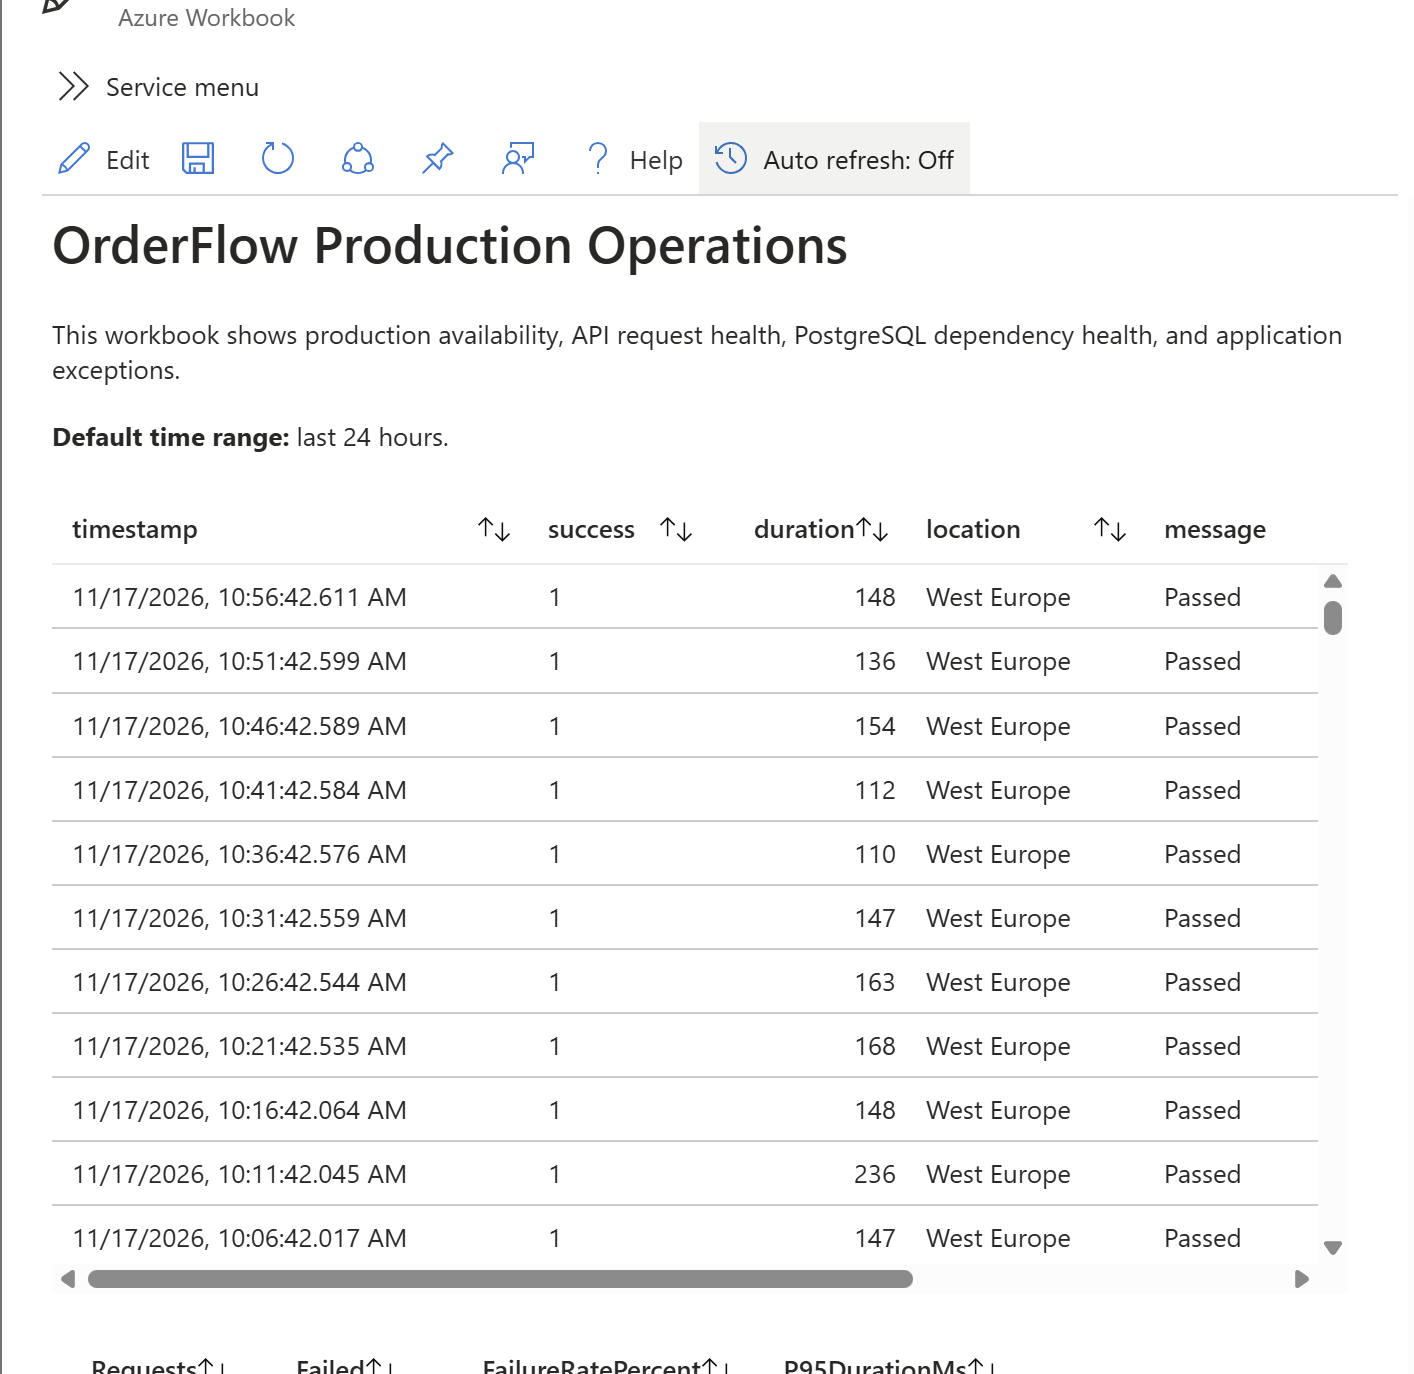 Azure Workbook
Service menu
Edit Help Auto refresh: Off
OrderFlow Production Operations
This workbook shows production availability, API request health, PostgreSQL dependency health, and application
exceptions.
Default time range: last 24 hours.
timestamp success duration location message
11/17/2026, 10:56:42.611 AM 1 148 West Europe Passed
11/17/2026, 10:51:42.599 AM 1 136 West Europe Passed
11/17/2026, 10:46:42.589 AM 1 154 West Europe Passed
11/17/2026, 10:41:42.584 AM 1 112 West Europe Passed
11/17/2026, 10:36:42.576 AM 1 110 West Europe Passed
11/17/2026, 10:31:42.559 AM 1 147 West Europe Passed
11/17/2026, 10:26:42.544 AM 1 163 West Europe Passed
11/17/2026, 10:21:42.535 AM 1 168 West Europe Passed
11/17/2026, 10:16:42.064 AM 1 148 West Europe Passed
11/17/2026, 10:11:42.045 AM 1 236 West Europe Passed
11/17/2026, 10:06:42.017 AM 1 147 West Europe Passed
Requests Failed FailureRatePercent P95DurationMs